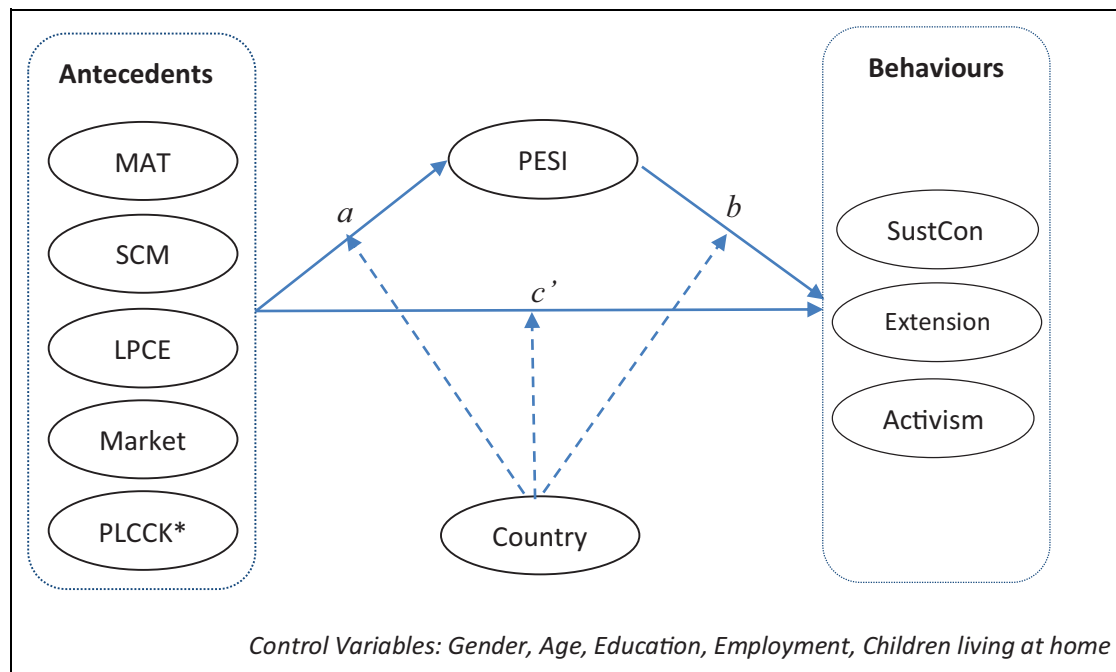 Antecedents
MAT
SCM
LPCE
Market
PLCCK*
PESI
a
b
c’
Country
Behaviours
SustCon
Extension
Activism
Control Variables: Gender, Age, Education, Employment, Children living at home